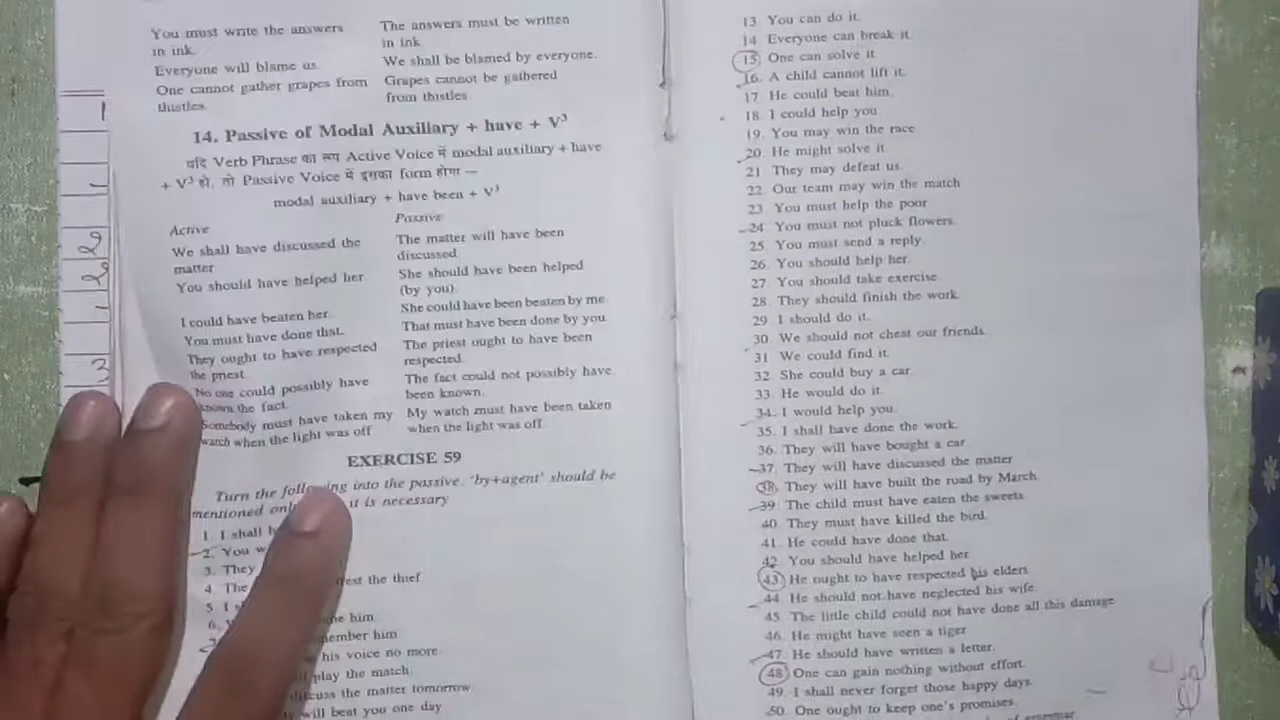 You must write the answers
in ink.
The answers must be written
in ink
Everyone will blame us.
We shall be blamed by everyone.
One cannot gather grapes from
thistles
Grapes cannot be gathered
from thistles
14. Passive of Modal Auxiliary + have + V³
यदि Verb Phrase का रूप Active Voice में modal auxiliary + have
+ V³ हो, तो Passive Voice में इसका form होगा —
modal auxiliary + have been + V³
Active
Passive
We shall have discussed the
matter
The matter will have been
discussed
You should have helped her.
She should have been helped
(by you).
I could have beaten her.
She could have been beaten by me
You must have done that.
That must have been done by you
They ought to have respected
the priest.
The priest ought to have been
respected.
No one could possibly have
known the fact.
The fact could not possibly have
been known.
Somebody must have taken my
watch when the light was off
My watch must have been taken
when the light was off.
EXERCISE 59
Turn the following into the passive. 'by+agent' should be
mentioned it is necessary
1. I shall
2. You
3. They
4. The the thief
5. I
6. him
7. him
his voice no more
play the match
discuss the matter tomorrow
will beat you one day
13. You can do it.
14. Everyone can break it.
15. One can solve it.
16. A child cannot lift it.
17. He could beat him.
18. I could help you.
19. You may win the race
20. He might solve it
21 They may defeat us.
22. Our team may win the match
23 You must help the poor
24 You must not pluck flowers.
25. You must send a reply.
26. You should help her.
27. You should take exercise.
28. They should finish the work.
29 I should do it.
30 We should not cheat our friends.
31 We could find it.
32 She could buy a car.
33. He would do it.
34. I would help you.
35. I shall have done the work.
36. They will have bought a car
37. They will have discussed the matter
38. They will have built the road by March.
39. The child must have eaten the sweets.
40. They must have killed the bird.
41. He could have done that.
42 You should have helped her
43 He ought to have respected his elders.
44 He should not have neglected his wife.
45. The little child could not have done all this damage
46. He might have seen a tiger
47. He should have written a letter.
48 One can gain nothing without effort.
49. I shall never forget those happy days.
50. One ought to keep one's promises.
of grammar